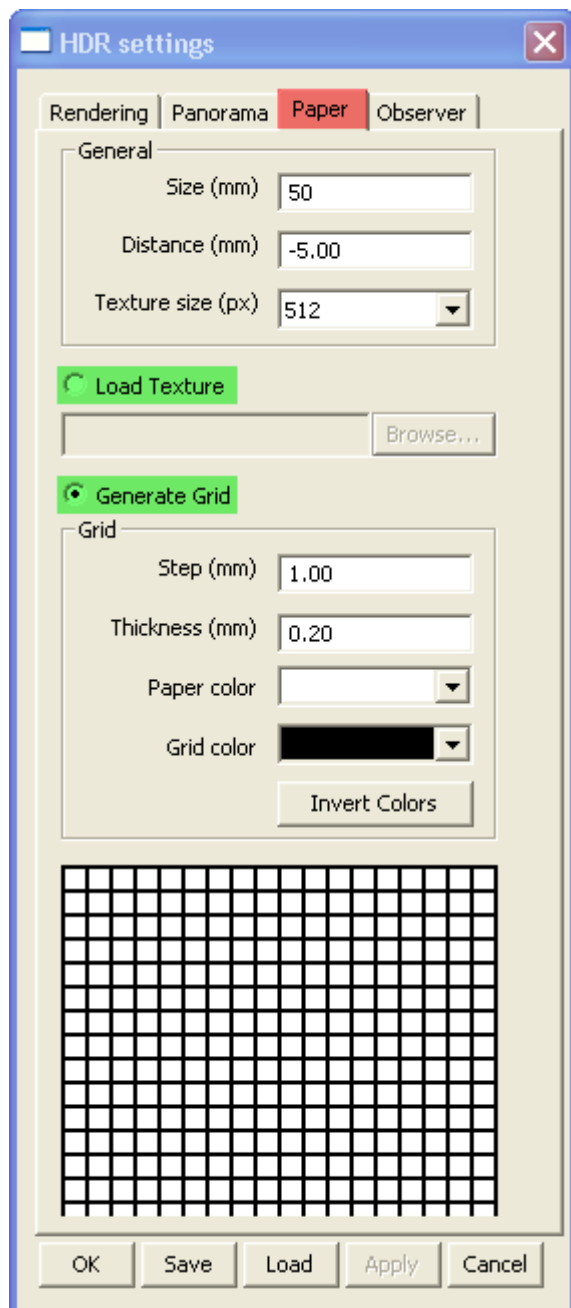 HDR settings
Rendering Panorama Paper Observer
General
Size (mm) 50
Distance (mm) -5.00
Texture size (px) 512
Load Texture
Browse...
Generate Grid
Grid
Step (mm) 1.00
Thickness (mm) 0.20
Paper color
Grid color
Invert Colors
OK Save Load Apply Cancel